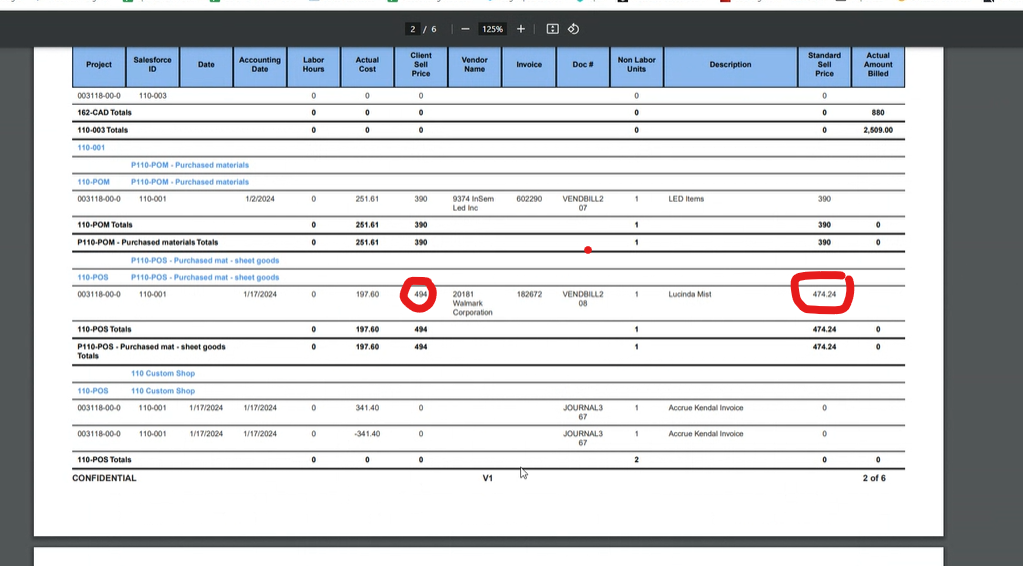 2 / 6 — 125% +
Project Salesforce ID Date Accounting Date Labor Hours Actual Cost Client Sell Price Vendor Name Invoice Doc # Non Labor Units Description Standard Sell Price Actual Amount Billed
003118-00-0 110-003 0 0 0 0 0
162-CAD Totals 0 0 0 0 0 880
110-003 Totals 0 0 0 0 0 2,509.00
110-001
P110-POM - Purchased materials
110-POM P110-POM - Purchased materials
003118-00-0 110-001 1/2/2024 0 251.61 390 9374 InSem Led Inc 602290 VENDBILL2 07 1 LED Items 390
110-POM Totals 0 251.61 390 1 390 0
P110-POM - Purchased materials Totals 0 251.61 390 1 390 0
P110-POS - Purchased mat - sheet goods
110-POS P110-POS - Purchased mat - sheet goods
003118-00-0 110-001 1/17/2024 0 197.60 494 20181 Walmark Corporation 182672 VENDBILL2 08 1 Lucinda Mist 474.24
110-POS Totals 0 197.60 494 1 474.24 0
P110-POS - Purchased mat - sheet goods Totals 0 197.60 494 1 474.24 0
110 Custom Shop
110-POS 110 Custom Shop
003118-00-0 110-001 1/17/2024 1/17/2024 0 341.40 0 JOURNAL3 67 1 Accrue Kendal Invoice 0
003118-00-0 110-001 1/17/2024 1/17/2024 0 -341.40 0 JOURNAL3 67 1 Accrue Kendal Invoice 0
110-POS Totals 0 0 0 2 0 0
CONFIDENTIAL V1 2 of 6